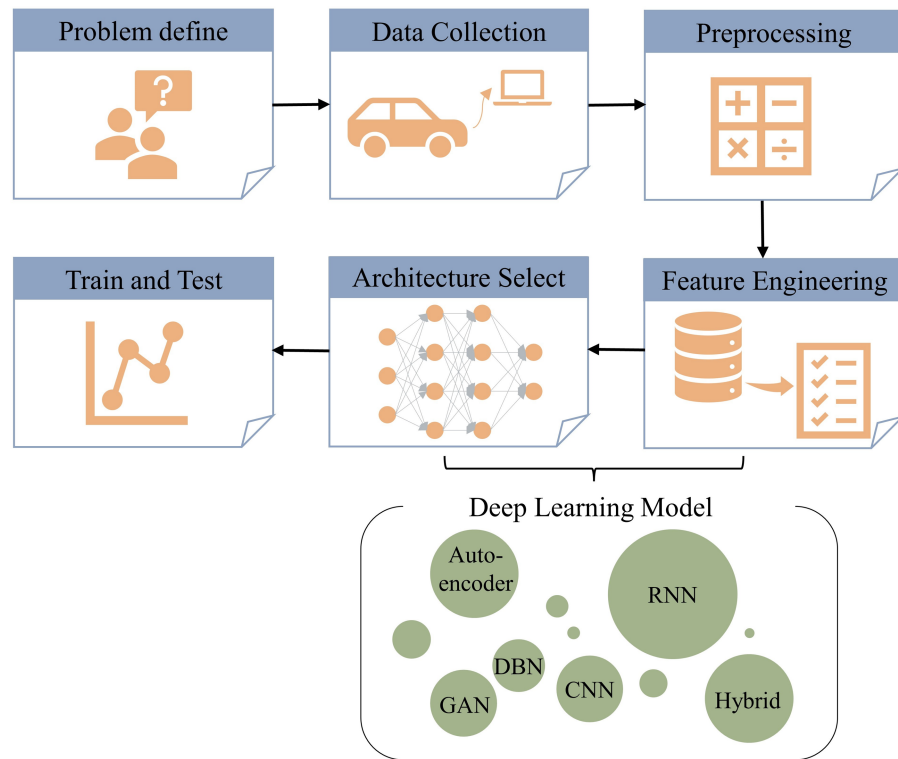 Problem define
Data Collection
Preprocessing
?
Train and Test
Architecture Select
Feature Engineering
Deep Learning Model
Auto-
encoder
RNN
DBN
CNN
GAN
Hybrid